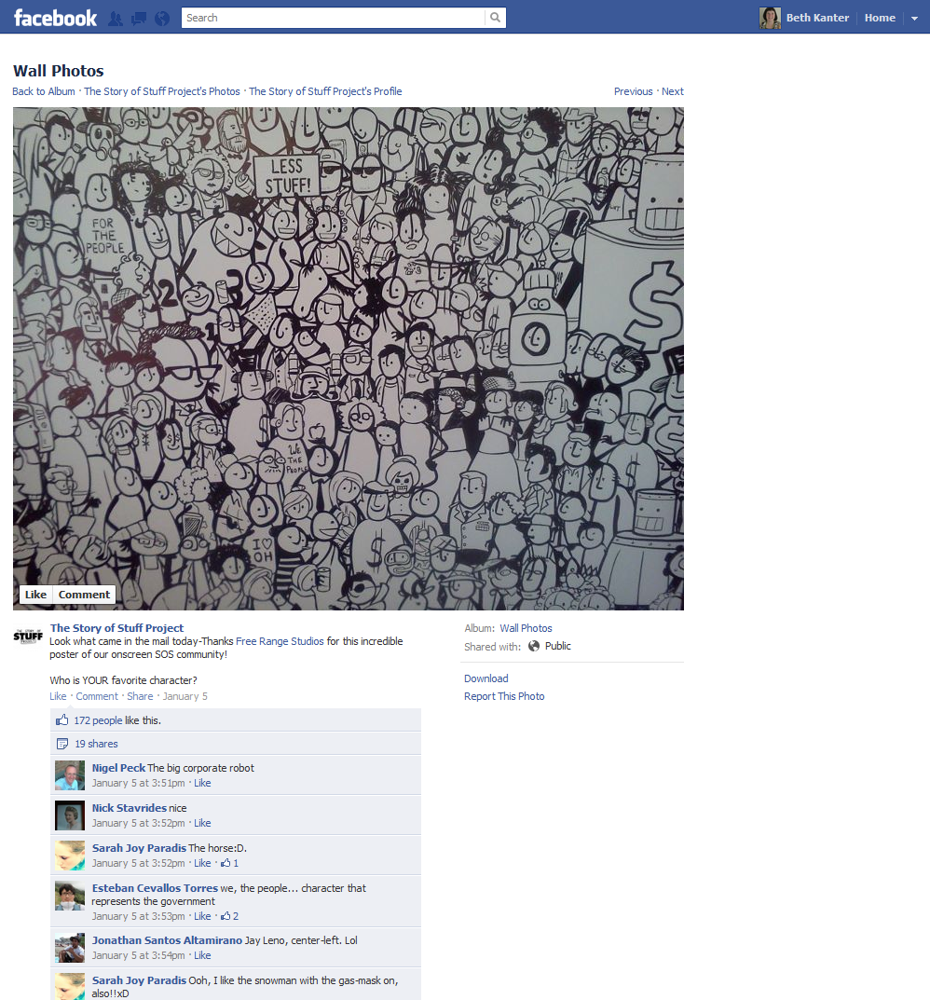 facebook
Search
Beth Kanter
Home
Wall Photos
Back to Album · The Story of Stuff Project's Photos · The Story of Stuff Project's Profile
Previous · Next
LESS
STUFF!
FOR
THE
PEOPLE
$
WE
THE
PEOPLE
I ♡
OH
$
Like
Comment
THE STORY OF
STUFF
PROJECT
The Story of Stuff Project
Look what came in the mail today-Thanks Free Range Studios for this incredible
poster of our onscreen SOS community!
Who is YOUR favorite character?
Like · Comment · Share · January 5
Album: Wall Photos
Shared with: Public
Download
Report This Photo
172 people like this.
19 shares
Nigel Peck The big corporate robot
January 5 at 3:51pm · Like
Nick Stavrides nice
January 5 at 3:52pm · Like
Sarah Joy Paradis The horse:D.
January 5 at 3:52pm · Like · 1
Esteban Cevallos Torres we, the people... character that
represents the government
January 5 at 3:53pm · Like · 2
Jonathan Santos Altamirano Jay Leno, center-left. Lol
January 5 at 3:54pm · Like
Sarah Joy Paradis Ooh, I like the snowman with the gas-mask on,
also!!xD